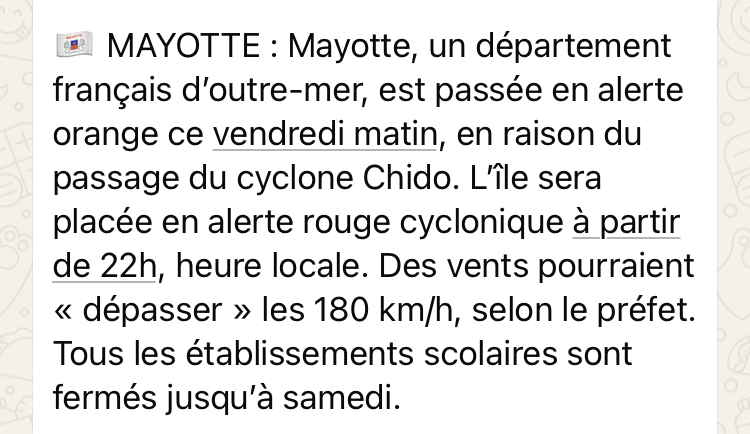 MAYOTTE : Mayotte, un département
français d’outre-mer, est passée en alerte
orange ce vendredi matin, en raison du
passage du cyclone Chido. L’île sera
placée en alerte rouge cyclonique à partir
de 22h, heure locale. Des vents pourraient
« dépasser » les 180 km/h, selon le préfet.
Tous les établissements scolaires sont
fermés jusqu’à samedi.